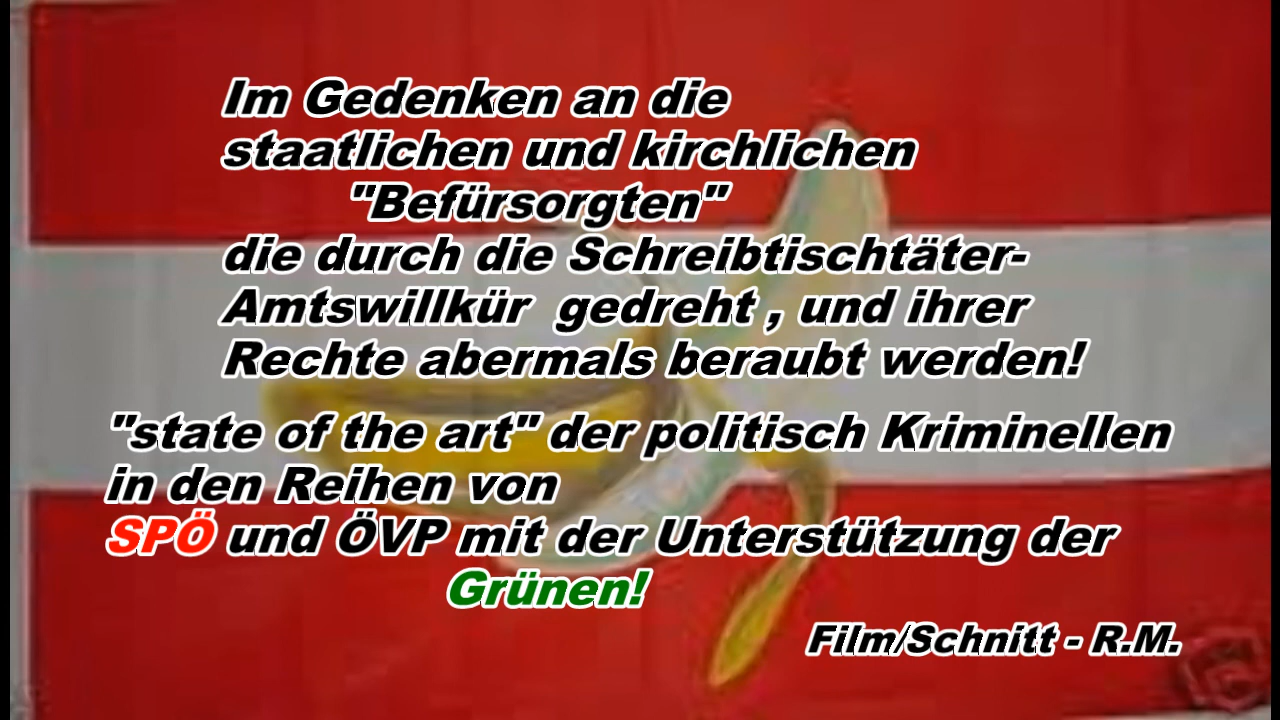 Im Gedenken an die
staatlichen und kirchlichen
"Befürsorgten"
die durch die Schreibtischtäter-
Amtswillkür gedreht , und ihrer
Rechte abermals beraubt werden!
"state of the art" der politisch Kriminellen
in den Reihen von
SPÖ und ÖVP mit der Unterstützung der
Grünen!
Film/Schnitt - R.M.